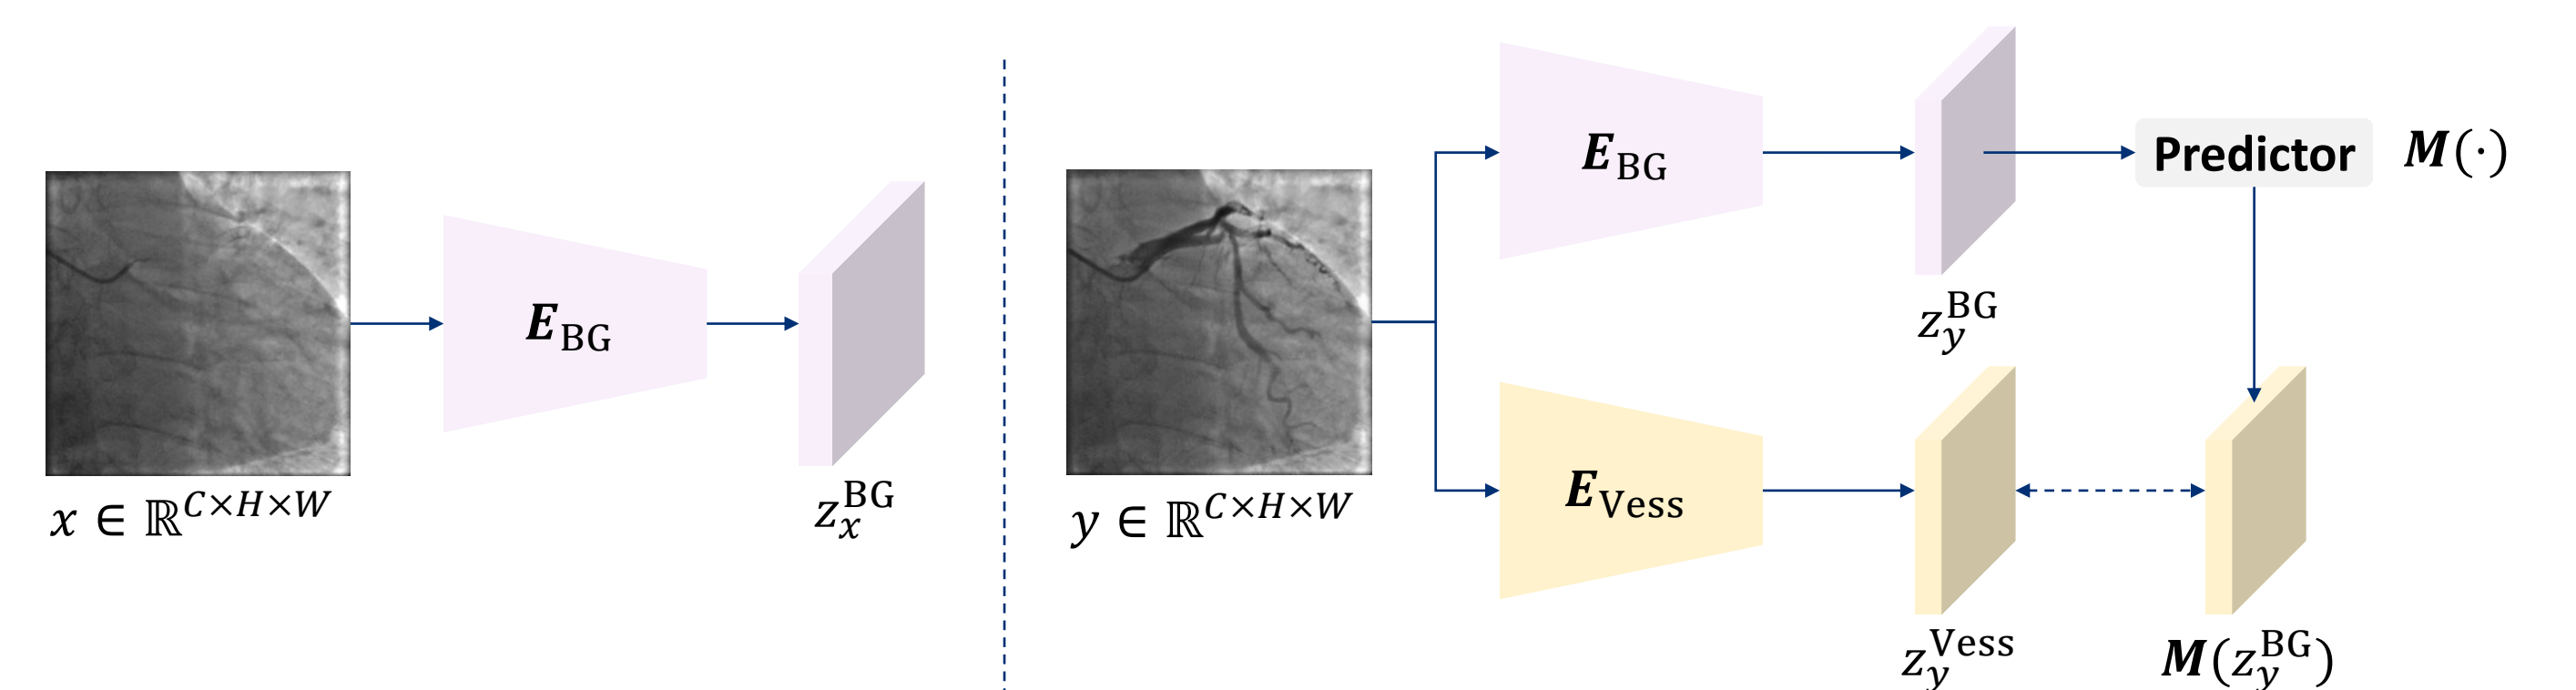 E_BG
x ∈ ℝ^{C×H×W}
z_x^{BG}
y ∈ ℝ^{C×H×W}
E_BG
z_y^{BG}
Predictor M(·)
E_Vess
z_y^{Vess}
M(z_y^{BG})